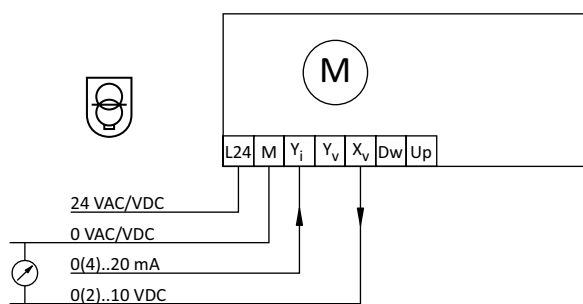 M
L24 M Yi Yv Xv Dw Up
24 VAC/VDC
0 VAC/VDC
0(4)..20 mA
0(2)..10 VDC